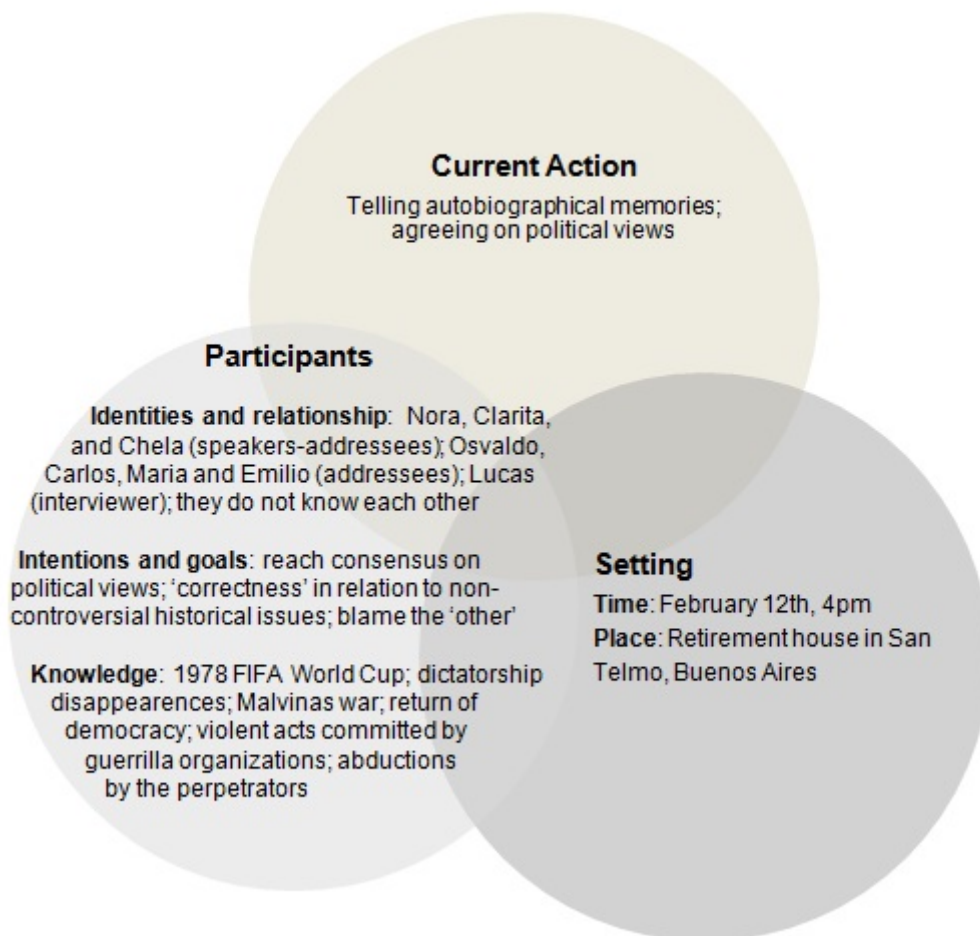 Current Action
Telling autobiographical memories;
agreeing on political views
Participants
Identities and relationship: Nora, Clarita,
and Chela (speakers-addressees); Osvaldo,
Carlos, Maria and Emilio (addressees); Lucas
(interviewer); they do not know each other
Intentions and goals: reach consensus on
political views; ‘correctness’ in relation to non-
controversial historical issues; blame the ‘other’
Knowledge: 1978 FIFA World Cup; dictatorship
disappearences; Malvinas war; return of
democracy; violent acts committed by
guerrilla organizations; abductions
by the perpetrators
Setting
Time: February 12th, 4pm
Place: Retirement house in San
Telmo, Buenos Aires